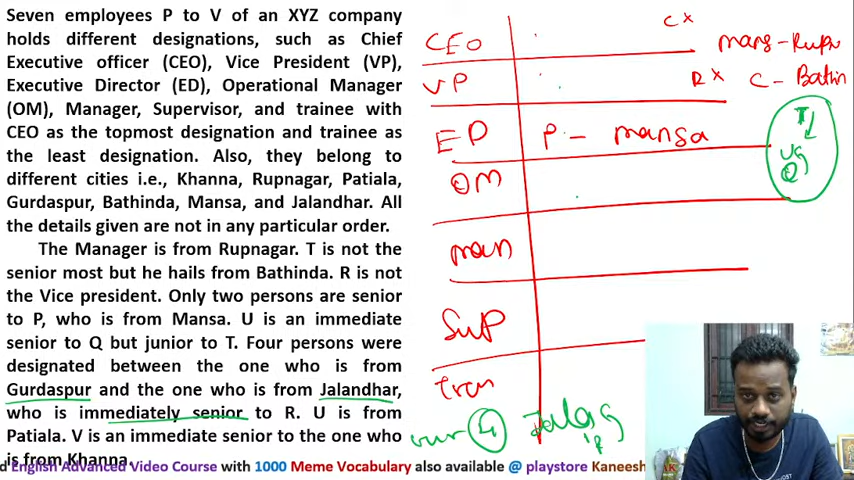 Seven employees P to V of an XYZ company
holds different designations, such as Chief
Executive officer (CEO), Vice President (VP),
Executive Director (ED), Operational Manager
(OM), Manager, Supervisor, and trainee with
CEO as the topmost designation and trainee as
the least designation. Also, they belong to
different cities i.e., Khanna, Rupnagar, Patiala,
Gurdaspur, Bathinda, Mansa, and Jalandhar. All
the details given are not in any particular order.
The Manager is from Rupnagar. T is not the
senior most but he hails from Bathinda. R is not
the Vice president. Only two persons are senior
to P, who is from Mansa. U is an immediate
senior to Q but junior to T. Four persons were
designated between the one who is from
Gurdaspur and the one who is from Jalandhar,
who is immediately senior to R. U is from
Patiala. V is an immediate senior to the one who
is from Khanna.
English Advanced Video Course with 1000 Meme Vocabulary also available @ playstore Kaneesh
CEO
C x
VP
R x
C - Bathin
ED P - mansa
OM
man
Sup
T
Q
4